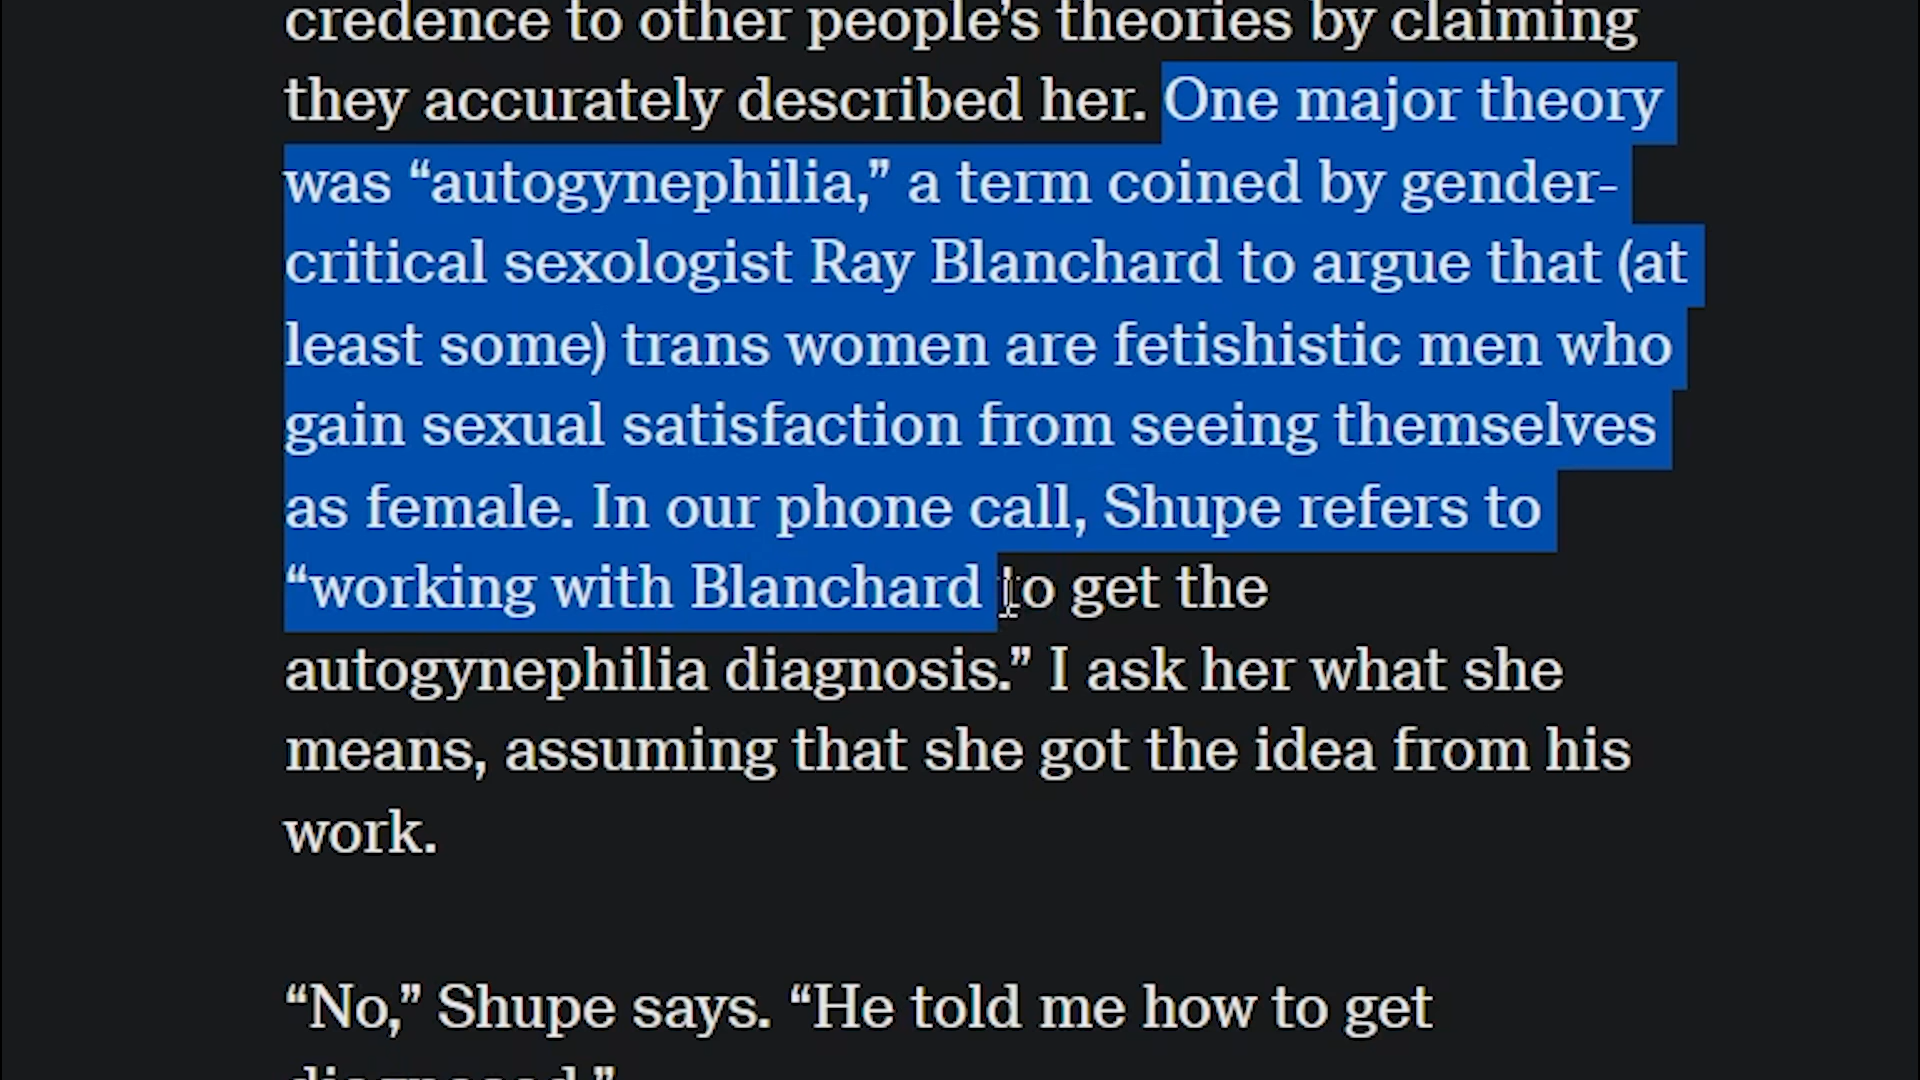 credence to other people’s theories by claiming
they accurately described her. One major theory
was “autogynephilia,” a term coined by gender-
critical sexologist Ray Blanchard to argue that (at
least some) trans women are fetishistic men who
gain sexual satisfaction from seeing themselves
as female. In our phone call, Shupe refers to
“working with Blanchard to get the
autogynephilia diagnosis.” I ask her what she
means, assuming that she got the idea from his
work.
“No,” Shupe says. “He told me how to get
diagnosed.”